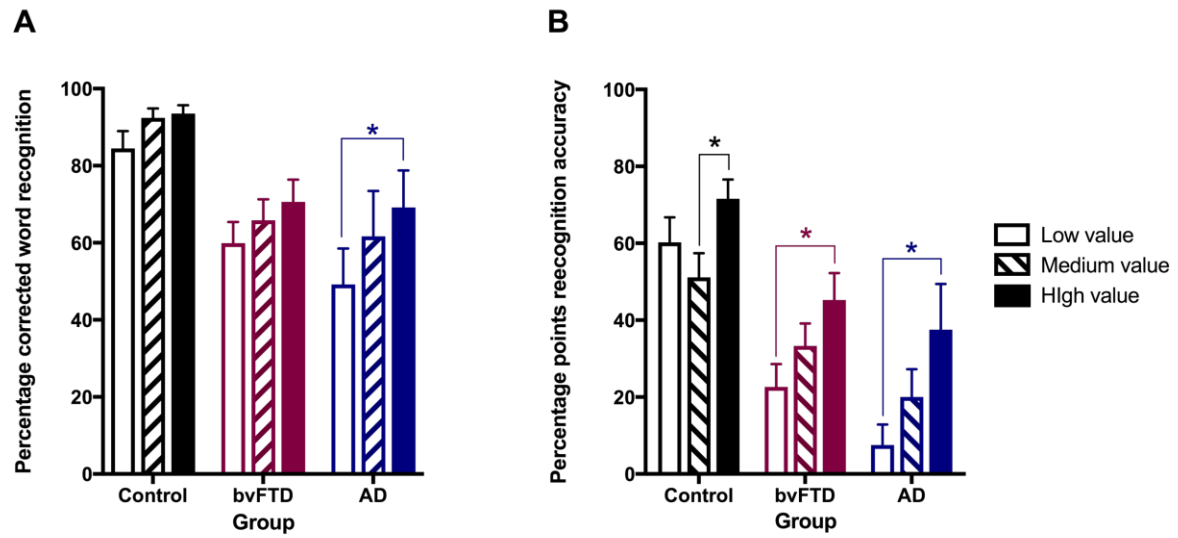 A
Percentage corrected word recognition
100
80
60
40
20
0
*
Control
bvFTD
AD
Group
B
Percentage points reecognition accuracy
100
80
60
40
20
0
*
*
*
Control
bvFTD
AD
Group
Low value
Medium value
HIgh value